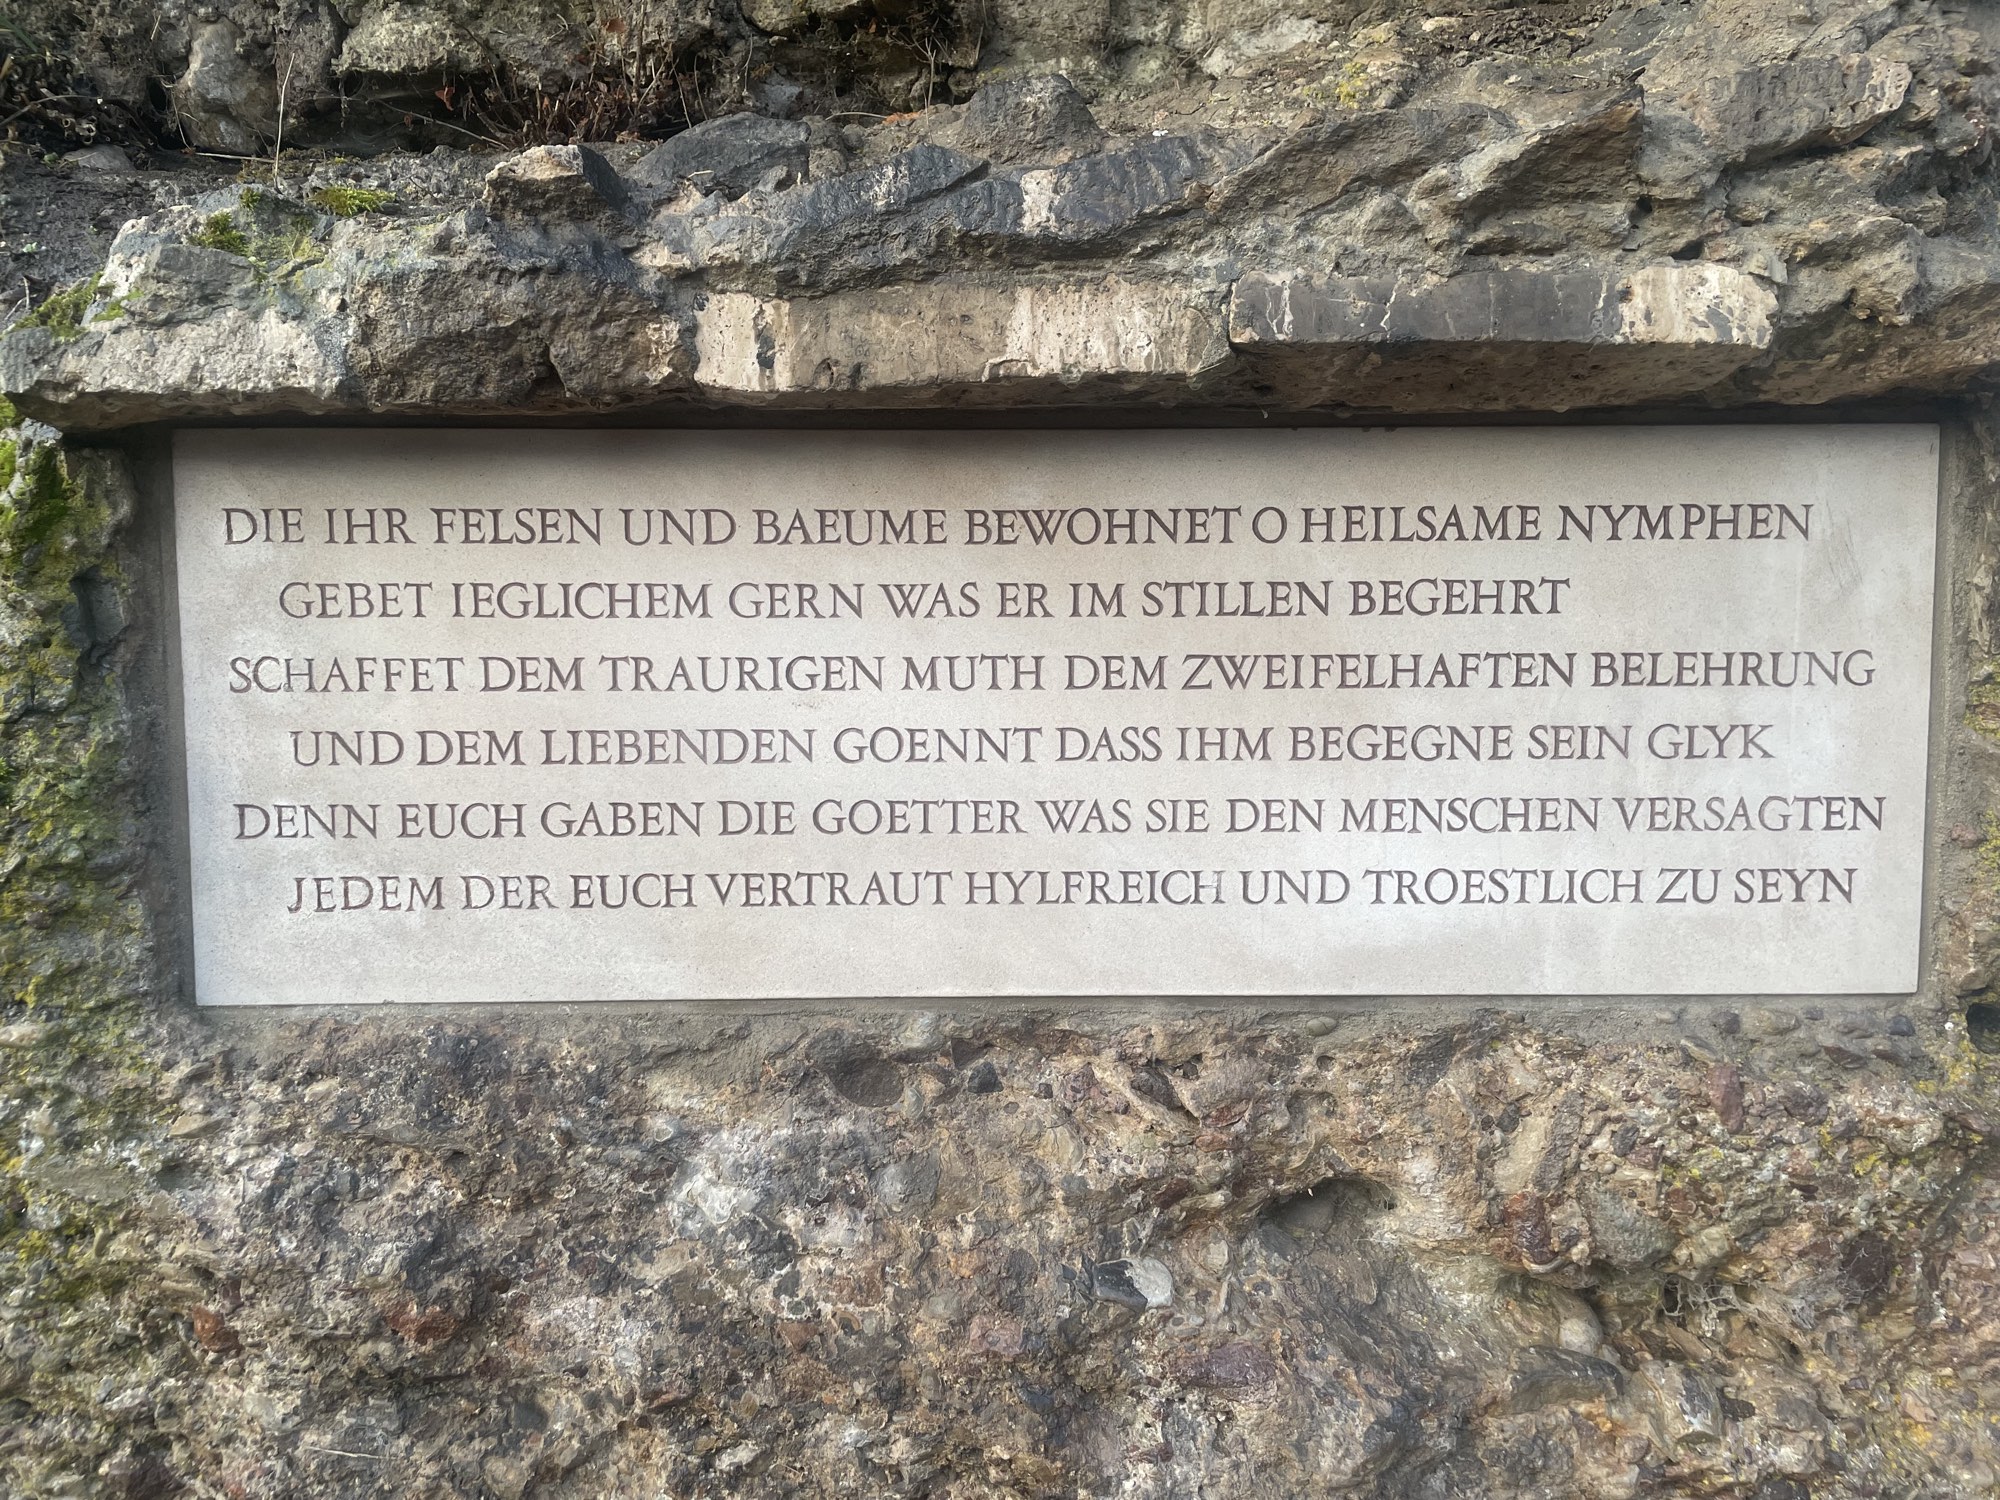 DIE IHR FELSEN UND BAEUME BEWOHNET O HEILSAME NYMPHEN
GEBET IEGLICHEM GERN WAS ER IM STILLEN BEGEHRT
SCHAFFET DEM TRAURIGEN MUTH DEM ZWEIFELHAFTEN BELEHRUNG
UND DEM LIEBENDEN GOENNT DASS IHM BEGEGNE SEIN GLYK
DENN EUCH GABEN DIE GOETTER WAS SIE DEN MENSCHEN VERSAGTEN
JEDEM DER EUCH VERTRAUT HYLFREICH UND TROESTLICH ZU SEYN